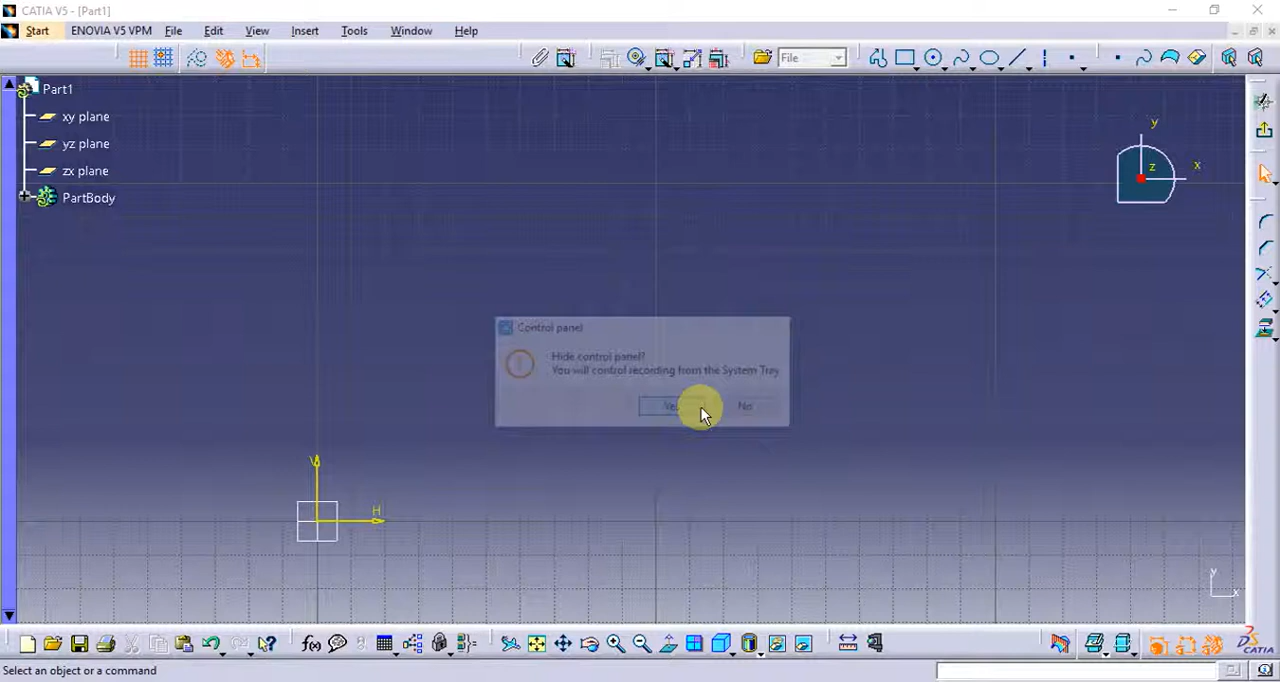 CATIA V5 - [Part1]
Start ENOVIA V5 VPM File Edit View Insert Tools Window Help
File
Part1
xy plane
yz plane
zx plane
PartBody
y
z
x
Control panel
Hide control panel?
You will control recording from the System Tray
Yes No
V
H
y
x
f(x)
CATIA
Select an object or a command